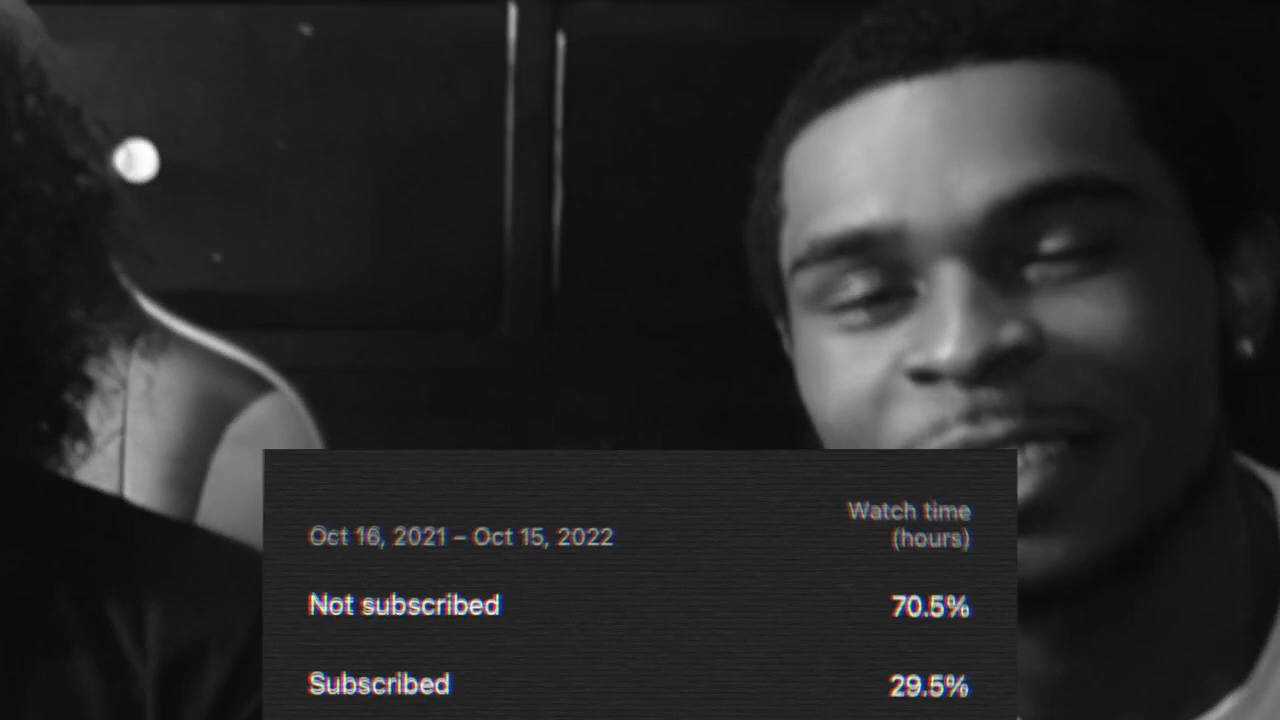 Watch time
(hours)
Oct 16, 2021 – Oct 15, 2022
Not subscribed 70.5%
Subscribed 29.5%